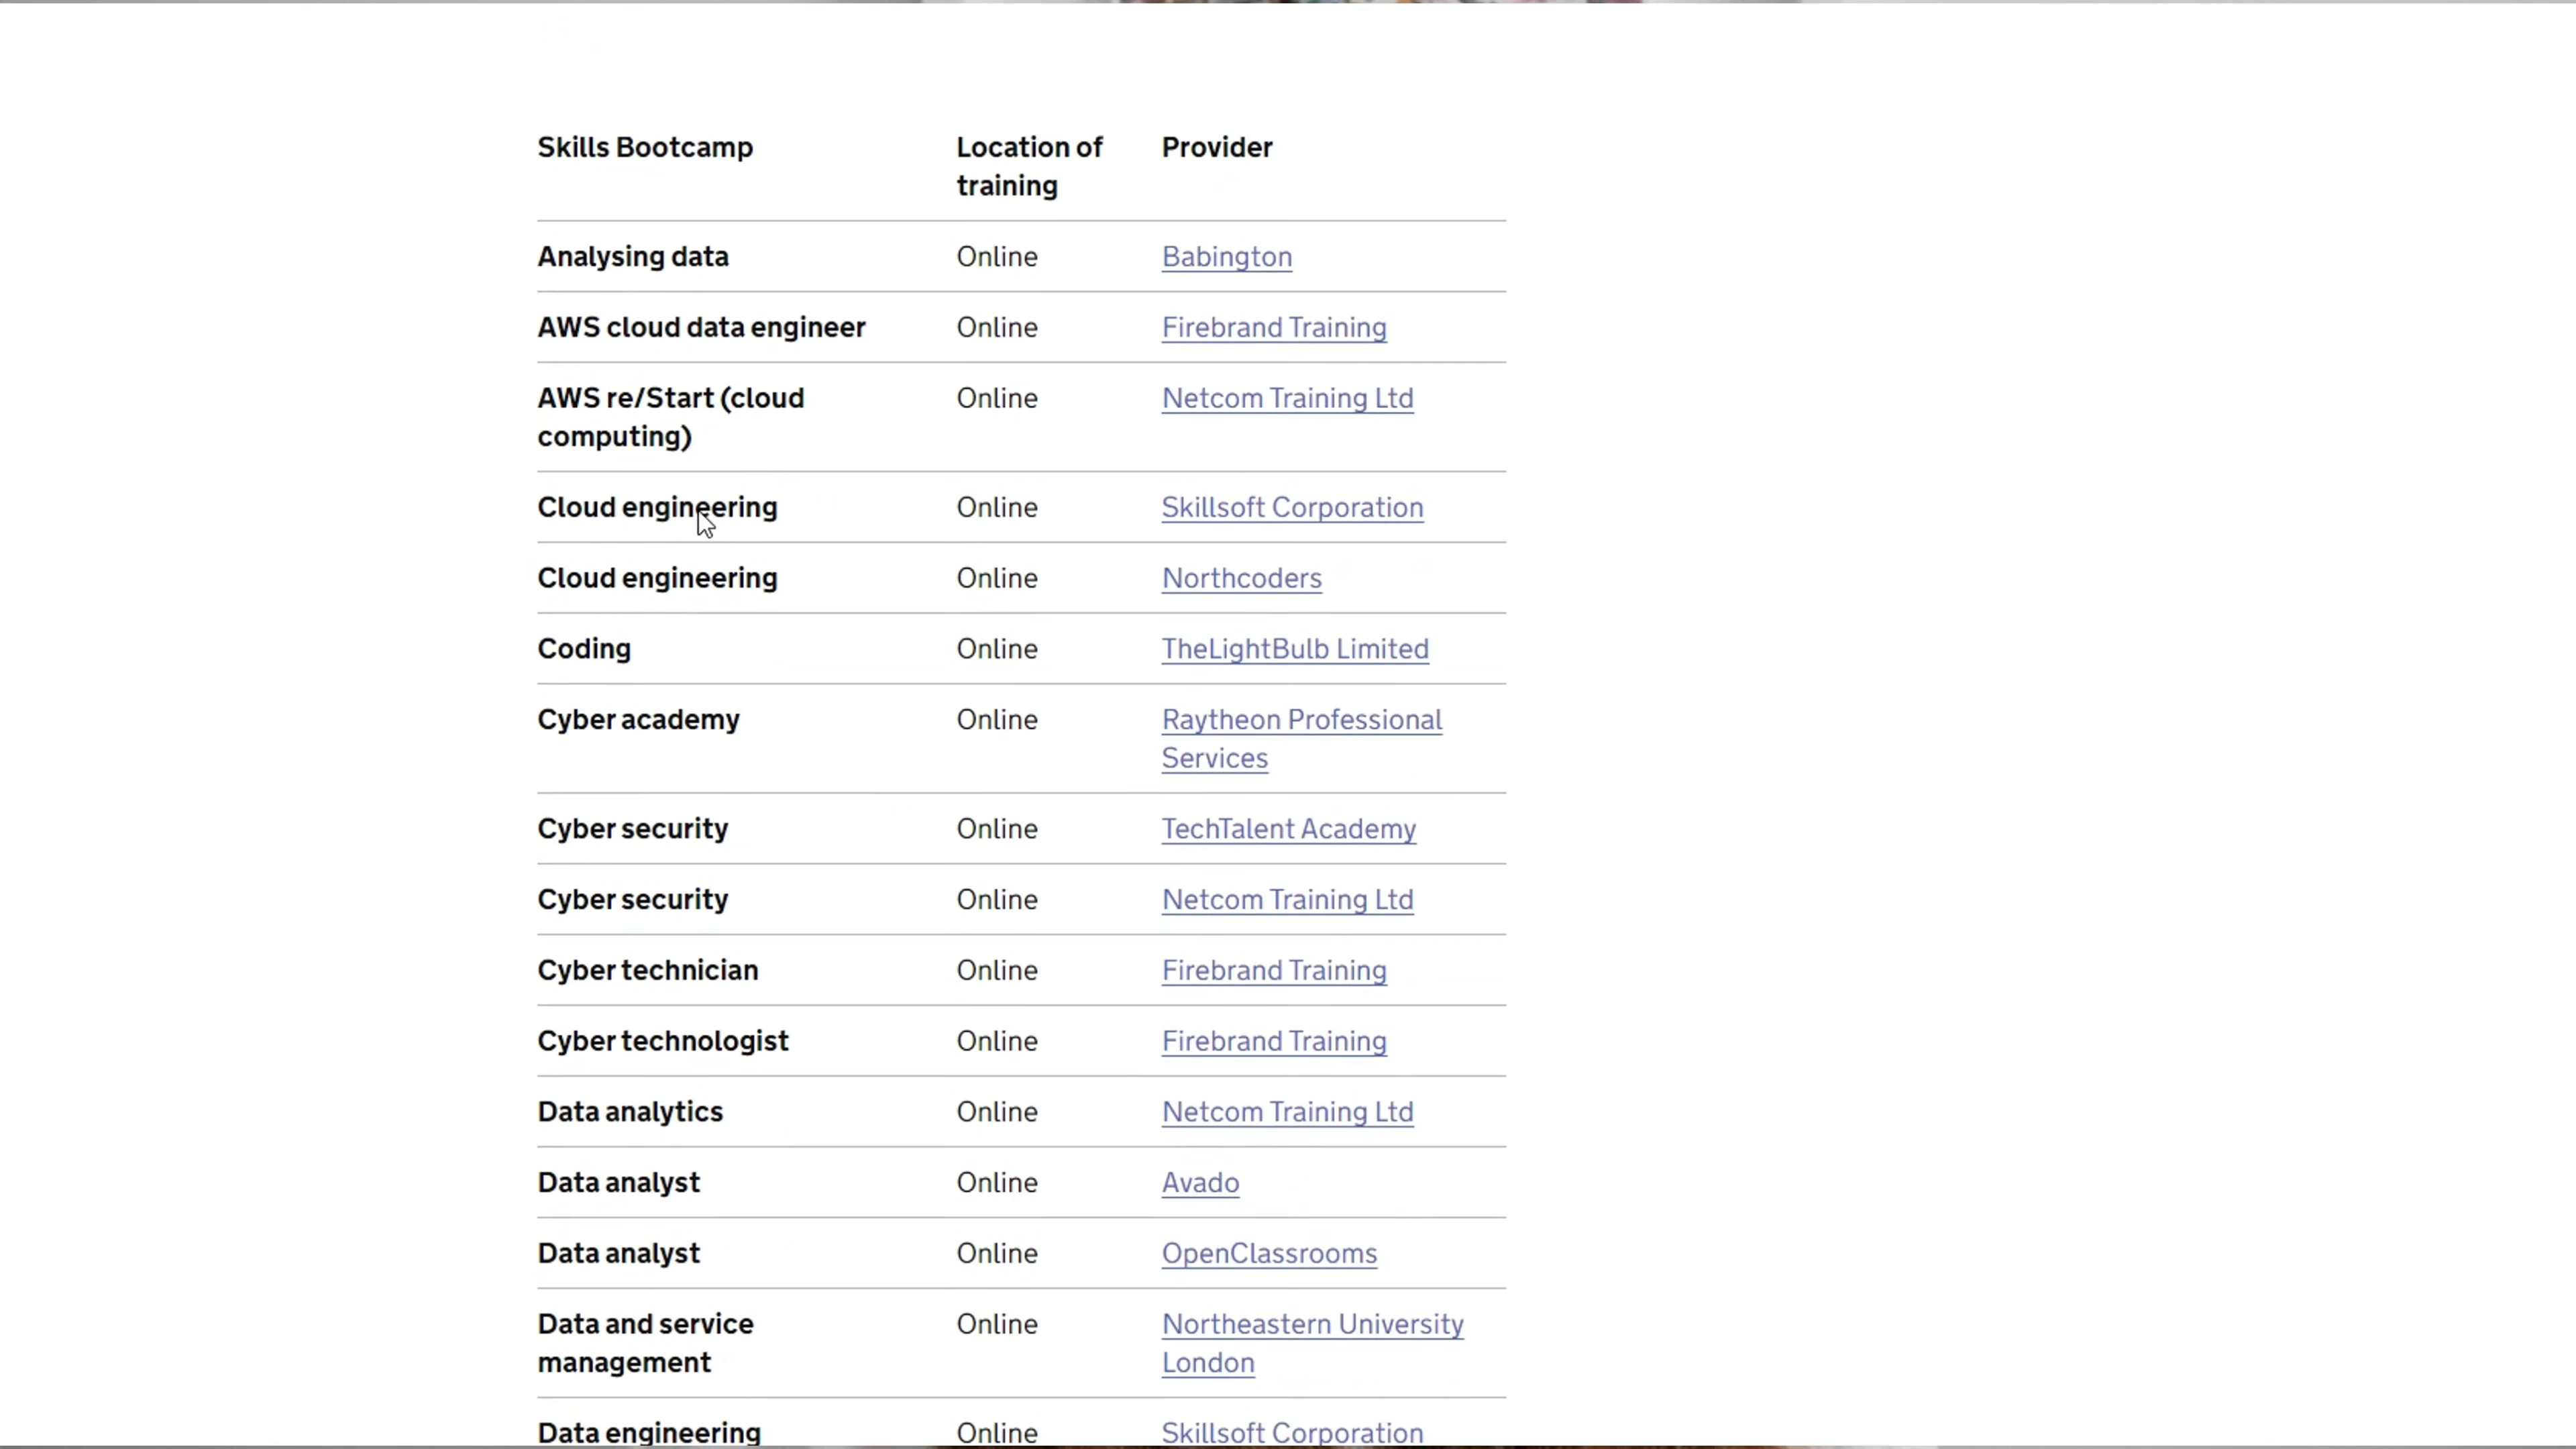 Skills Bootcamp Location of Provider
training
Analysing data Online Babington
AWS cloud data engineer Online Firebrand Training
AWS re/Start (cloud Online Netcom Training Ltd
computing)
Cloud engineering Online Skillsoft Corporation
Cloud engineering Online Northcoders
Coding Online TheLightBulb Limited
Cyber academy Online Raytheon Professional
Services
Cyber security Online TechTalent Academy
Cyber security Online Netcom Training Ltd
Cyber technician Online Firebrand Training
Cyber technologist Online Firebrand Training
Data analytics Online Netcom Training Ltd
Data analyst Online Avado
Data analyst Online OpenClassrooms
Data and service Online Northeastern University
management London
Data engineering Online Skillsoft Corporation